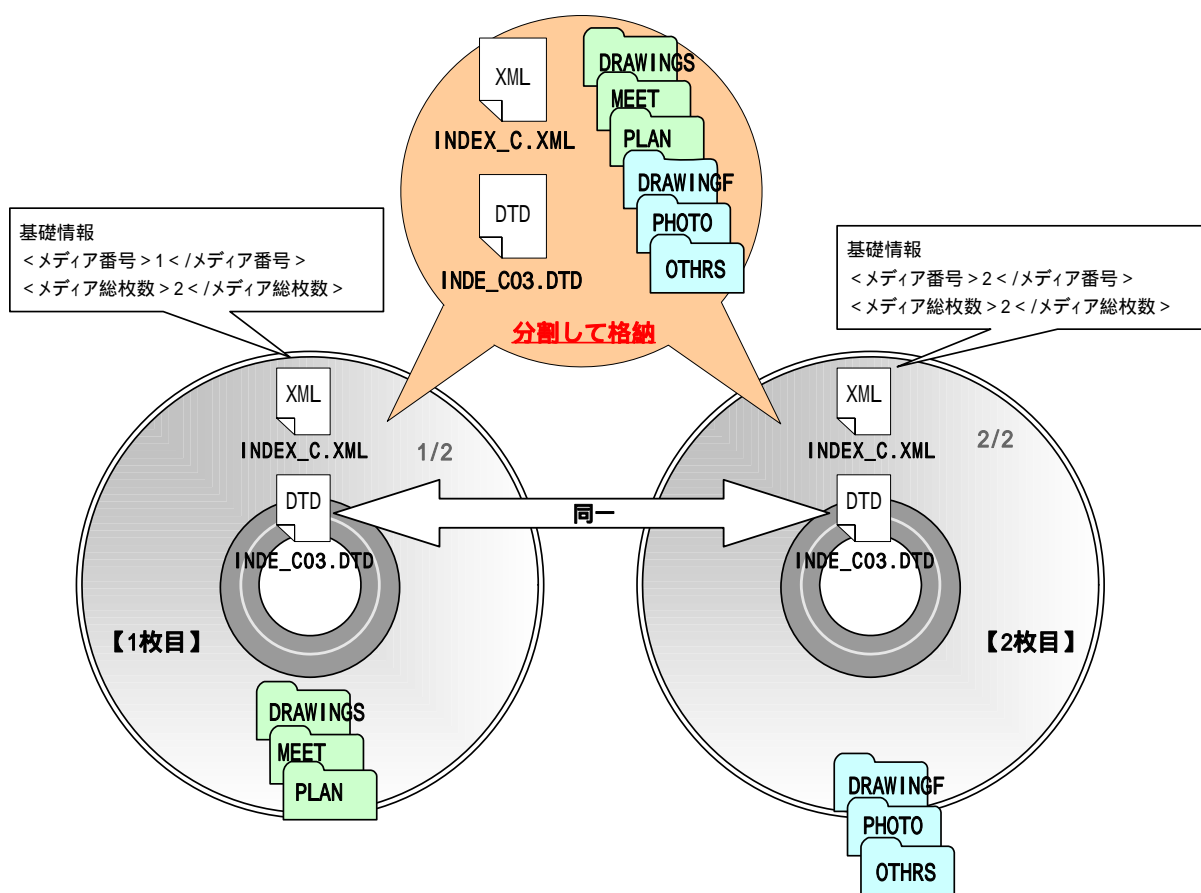 XML
INDEX_C.XML
DTD
INDE_C03.DTD
DRAWINGS
MEET
PLAN
DRAWINGF
PHOTO
OTHRS
分割して格納
基礎情報
<メディア番号>1</メディア番号>
<メディア総枚数>2</メディア総枚数>
基礎情報
<メディア番号>2</メディア番号>
<メディア総枚数>2</メディア総枚数>
XML
INDEX_C.XML
1/2
DTD
INDE_C03.DTD
【1枚目】
DRAWINGS
MEET
PLAN
同一
XML
INDEX_C.XML
2/2
DTD
INDE_C03.DTD
【2枚目】
DRAWINGF
PHOTO
OTHRS